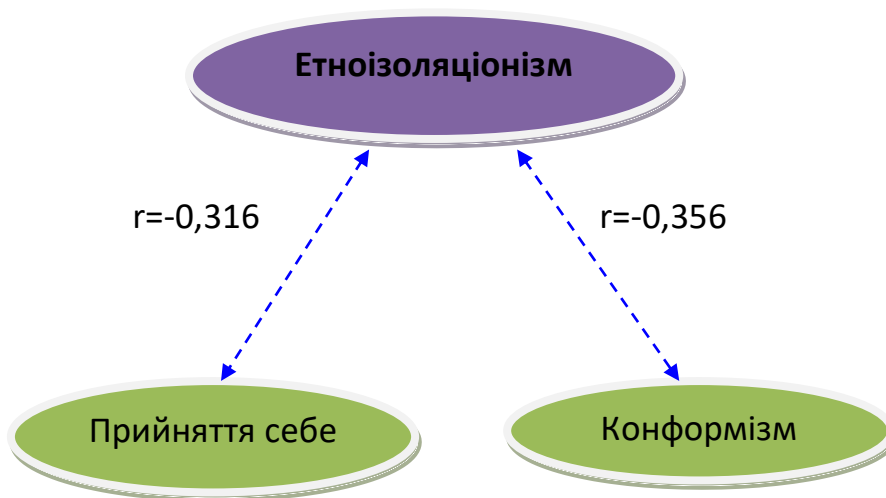 Етноізоляціонізм
r=-0,316
r=-0,356
Прийняття себе
Конформізм